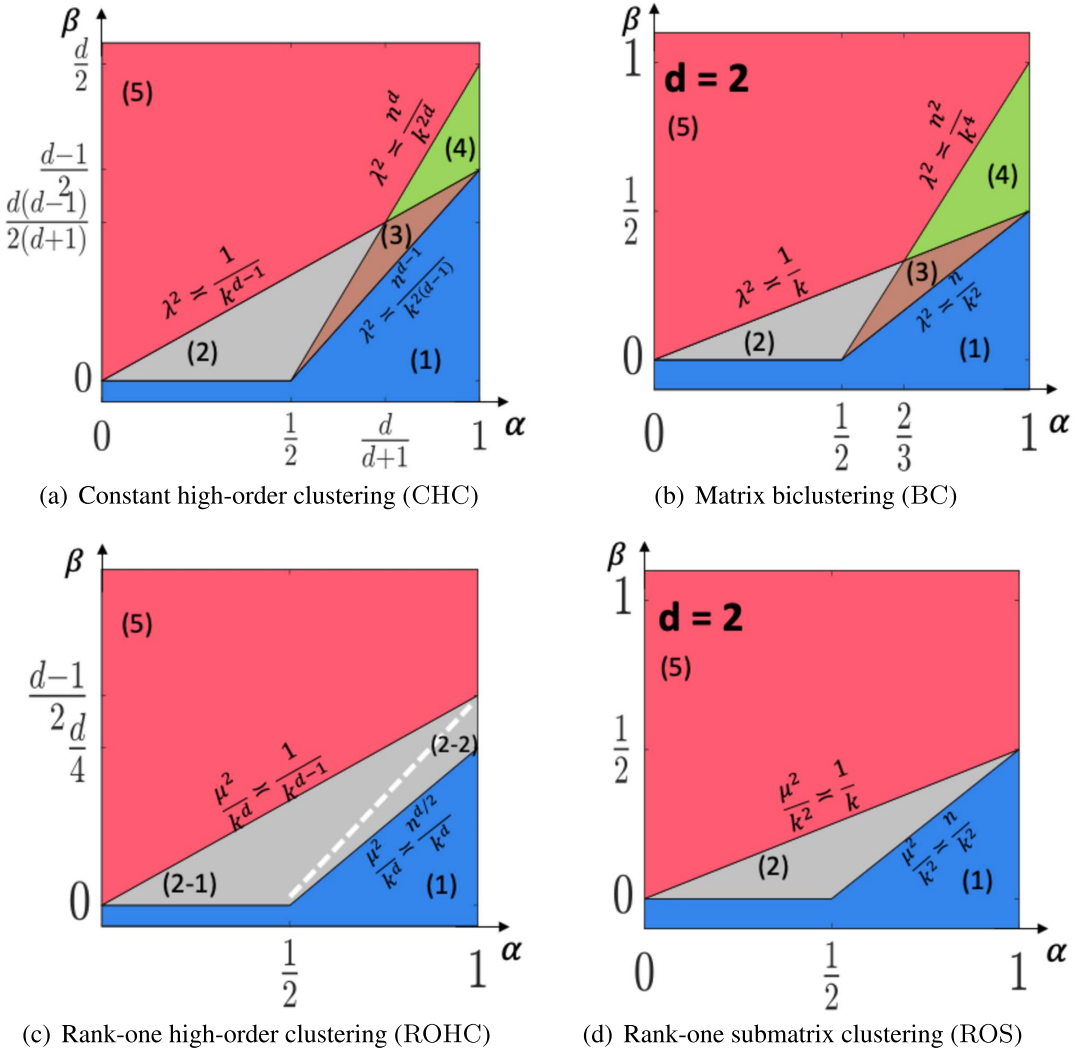 β
d/2
(5)
λ² ≍ n^d/k^{2d}
(4)
d−1/2
d(d−1)/2(d+1)
(3)
λ² ≍ 1/k^{d−1}
λ² ≍ n^{d−1}/k^{2(d−1)}
(2)
(1)
0
0 1/2 d/d+1 1 α
(a) Constant high-order clustering (CHC)
β
1
d = 2
(5)
λ² ≍ n²/k⁴
(4)
1/2
(3)
λ² ≍ 1/k
λ² ≍ n/k²
(2)
(1)
0
0 1/2 2/3 1 α
(b) Matrix biclustering (BC)
β
(5)
d−1/2
d/4
(2-2)
μ²/k^d ≍ 1/k^{d−1}
μ²/k^d ≍ n^{d/2}/k^d
(2-1)
(1)
0
1/2 1 α
(c) Rank-one high-order clustering (ROHC)
β
1
d = 2
(5)
1/2
μ²/k² ≍ 1/k
μ²/k² ≍ n/k²
(2)
(1)
0
0 1/2 1 α
(d) Rank-one submatrix clustering (ROS)